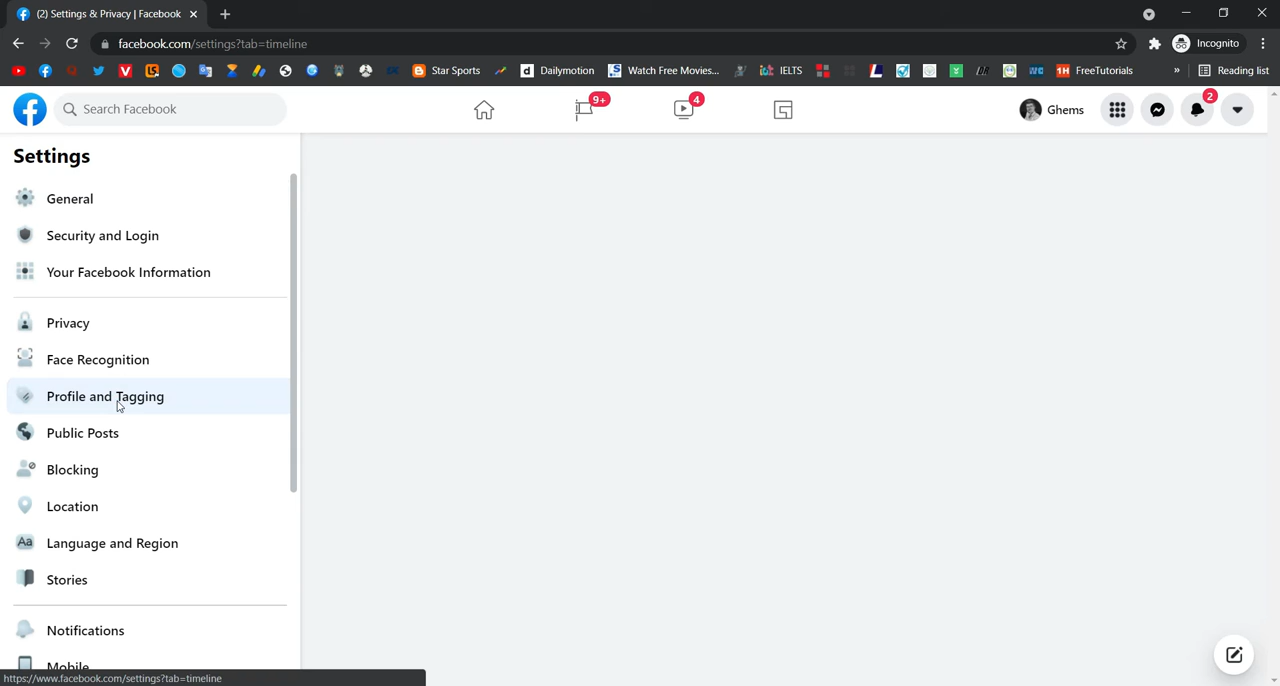 (2) Settings & Privacy | Facebook
facebook.com/settings?tab=timeline
Incognito
Star Sports
Dailymotion
Watch Free Movies...
IELTS
FreeTutorials
»
Reading list
Search Facebook
9+
4
Ghems
2
Settings
General
Security and Login
Your Facebook Information
Privacy
Face Recognition
Profile and Tagging
Public Posts
Blocking
Location
Aa Language and Region
Stories
Notifications
Mobile
https://www.facebook.com/settings?tab=timeline